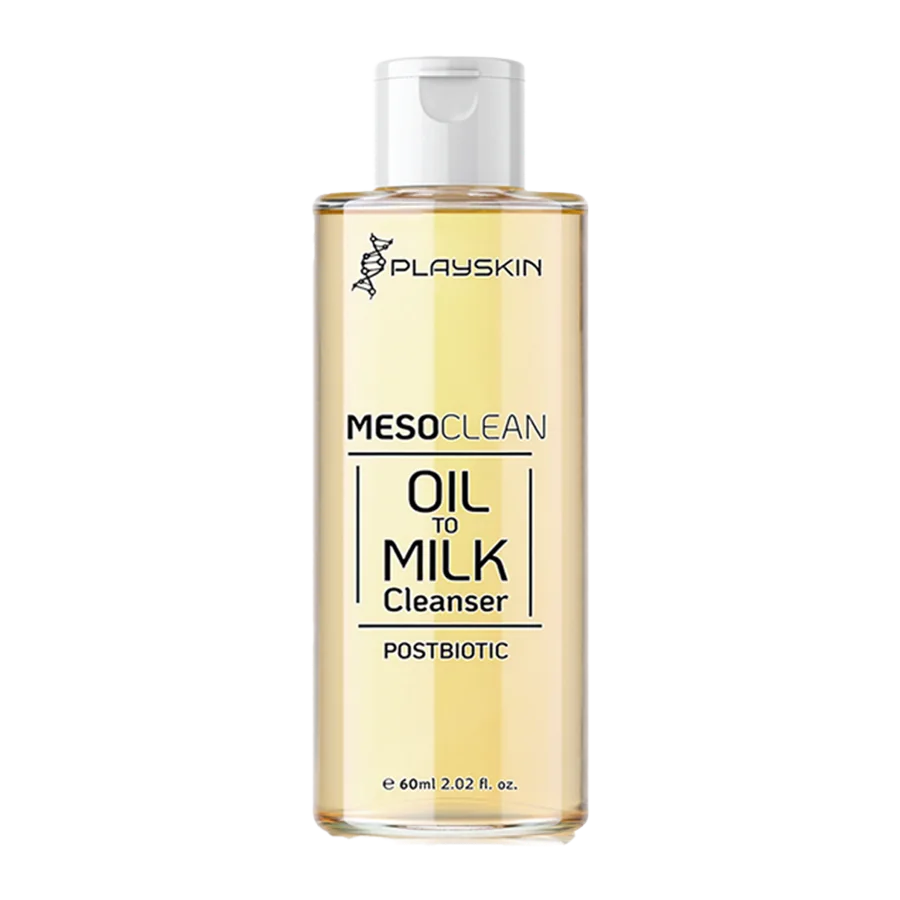 PLAYSKIN
MESOCLEAN
OIL
TO
MILK
Cleanser
POSTBIOTIC
e 60ml 2.02 fl. oz.